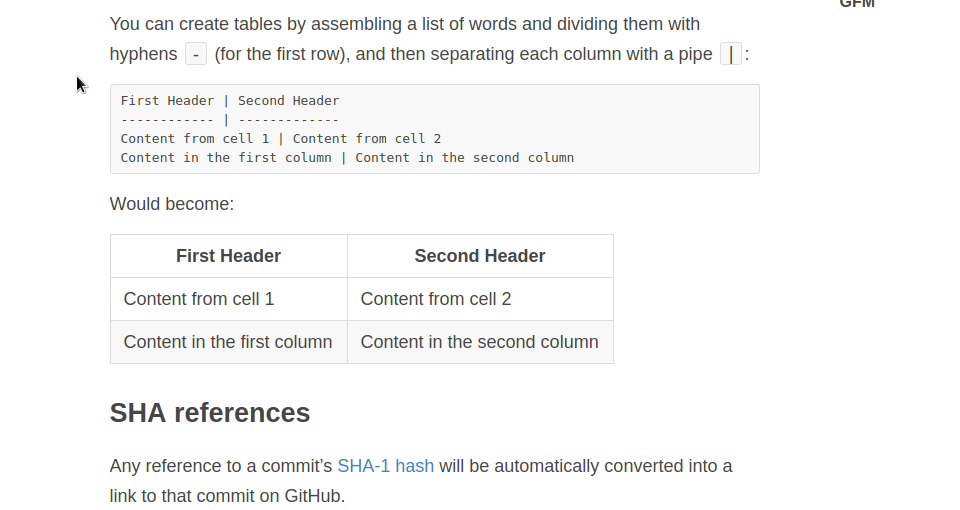 GFM
You can create tables by assembling a list of words and dividing them with
hyphens - (for the first row), and then separating each column with a pipe | :
First Header | Second Header
------------ | -------------
Content from cell 1 | Content from cell 2
Content in the first column | Content in the second column
Would become:
First Header Second Header
Content from cell 1 Content from cell 2
Content in the first column Content in the second column
SHA references
Any reference to a commit’s SHA-1 hash will be automatically converted into a
link to that commit on GitHub.